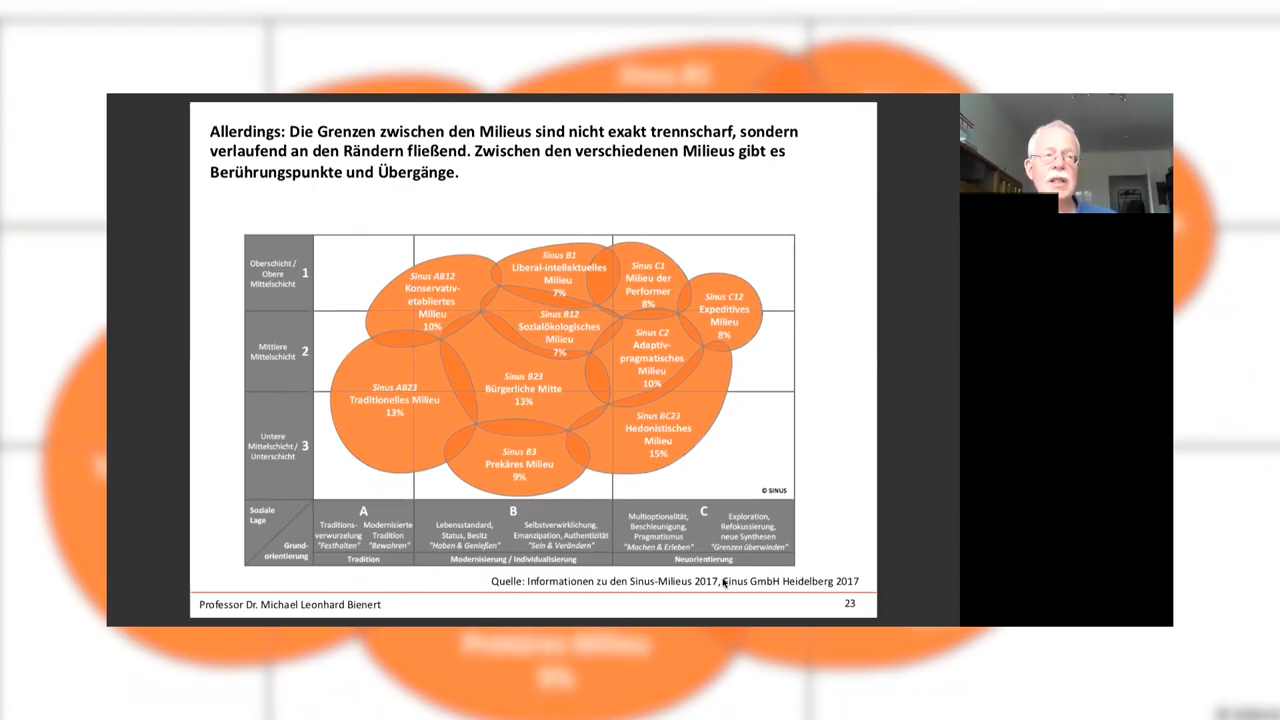 Sinus B1
Allerdings: Die Grenzen zwischen den Milieus sind nicht exakt trennscharf, sondern
verlaufend an den Rändern fließend. Zwischen den verschiedenen Milieus gibt es
Berührungspunkte und Übergänge.
Oberschicht /
Obere
Mittelschicht
1
Mittlere
Mittelschicht
2
Untere
Mittelschicht /
Unterschicht
3
Sinus AB12
Konservativ-
etabliertes
Milieu
10%
Sinus B1
Liberal-intellektuelles
Milieu
7%
Sinus C1
Milieu der
Performer
8%
Sinus C12
Expeditives
Milieu
8%
Sinus B12
Sozialökologisches
Milieu
7%
Sinus C2
Adaptiv-
pragmatisches
Milieu
10%
Sinus AB23
Traditionelles Milieu
13%
Sinus B23
Bürgerliche Mitte
13%
Sinus BC23
Hedonistisches
Milieu
15%
Sinus B3
Prekäres Milieu
9%
© SINUS
Soziale
Lage
Grund-
orientierung
A
Traditions-
verwurzelung
"Festhalten"
Modernisierte
Tradition
"Bewahren"
Tradition
B
Lebensstandard,
Status, Besitz
"Haben & Genießen"
Selbstverwirklichung,
Emanzipation, Authentizität
"Sein & Verändern"
Modernisierung / Individualisierung
C
Multioptionalität,
Beschleunigung,
Pragmatismus
"Machen & Erleben"
Exploration,
Refokussierung,
neue Synthesen
"Grenzen überwinden"
Neuorientierung
Quelle: Informationen zu den Sinus-Milieus 2017, Sinus GmbH Heidelberg 2017
Professor Dr. Michael Leonhard Bienert
23
Prekäres Milieu
9%